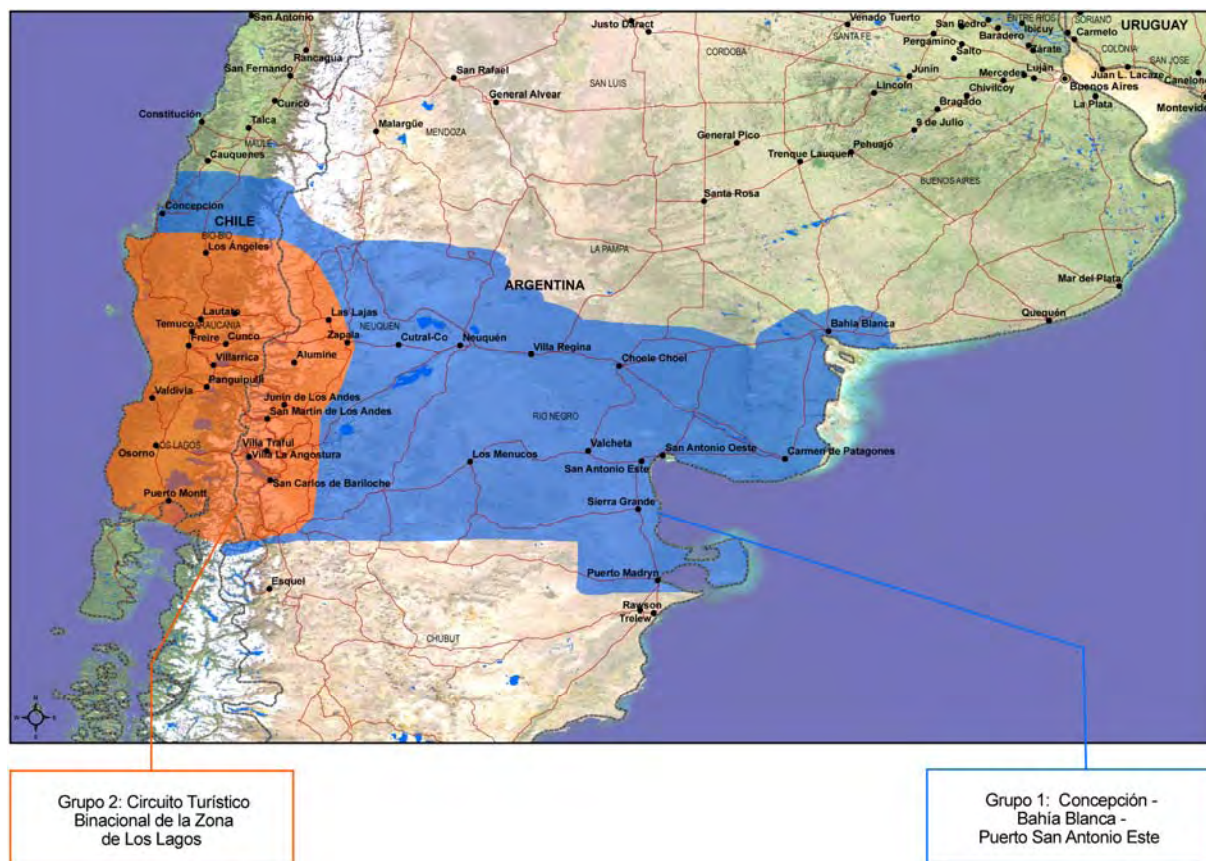 San Antonio
Rancagua
San Fernando
Curicó
Constitución
Talca
MAULE
Cauquenes
Justo Daract
San Rafael
General Alvear
SAN LUIS
Malargüe
MENDOZA
CORDOBA
Venado Tuerto
SANTA FE
San Pedro
ENTRE RIOS
Ibicuy
SORIANO
URUGUAY
Pergamino
Baradero
Carmelo
Salto
Zárate
COLONIA
SAN JOSE
Junín
Mercedes
Luján
Juan L. Lacaze
Canelones
Lincoln
Chivilcoy
Buenos Aires
Bragado
La Plata
Montevideo
9 de Julio
General Pico
Trenque Lauquen
Pehuajó
Santa Rosa
BUENOS AIRES
Concepción
CHILE
BIO-BIO
Los Angeles
LA PAMPA
ARGENTINA
Mar del Plata
Quequén
Bahía Blanca
Lautaro
Temuco
ARAUCANIA
Las Lajas
NEUQUEN
Freire
Cunco
Zapala
Cutral-Co
Neuquén
Villa Regina
Choele Choel
Villarrica
Alumine
Panguipulli
Valdivia
Junín de Los Andes
San Martín de Los Andes
RIO NEGRO
LOS LAGOS
Osorno
Villa Traful
Villa La Angostura
Los Menucos
Valcheta
San Antonio Oeste
San Antonio Este
Carmen de Patagones
San Carlos de Bariloche
Puerto Montt
Sierra Grande
Puerto Madryn
Esquel
Rawson
Trelew
CHUBUT
Grupo 2: Circuito Turístico
Binacional de la Zona
de Los Lagos
Grupo 1: Concepción -
Bahía Blanca -
Puerto San Antonio Este